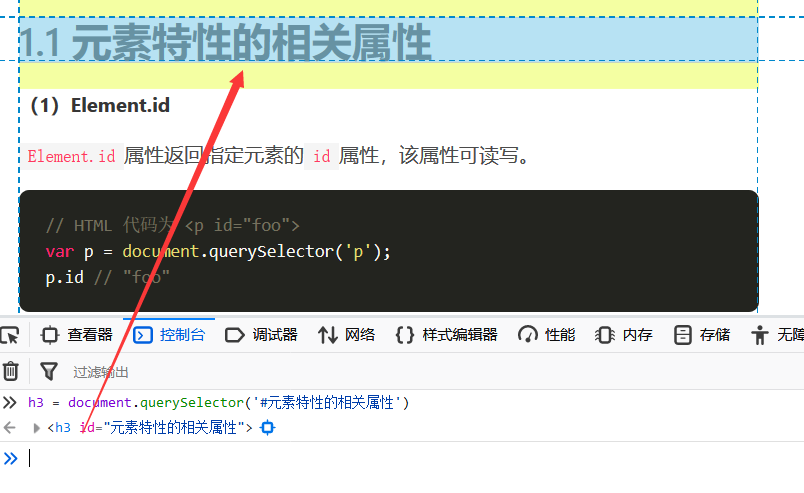 1.1 元素特性的相关属性
（1）Element.id
Element.id 属性返回指定元素的 id 属性，该属性可读写。
// HTML 代码为 <p id="foo">
var p = document.querySelector('p');
p.id // "foo"
查看器 控制台 调试器 网络 {} 样式编辑器 性能 内存 存储 无障
过滤输出
h3 = document.querySelector('#元素特性的相关属性')
<h3 id="元素特性的相关属性">